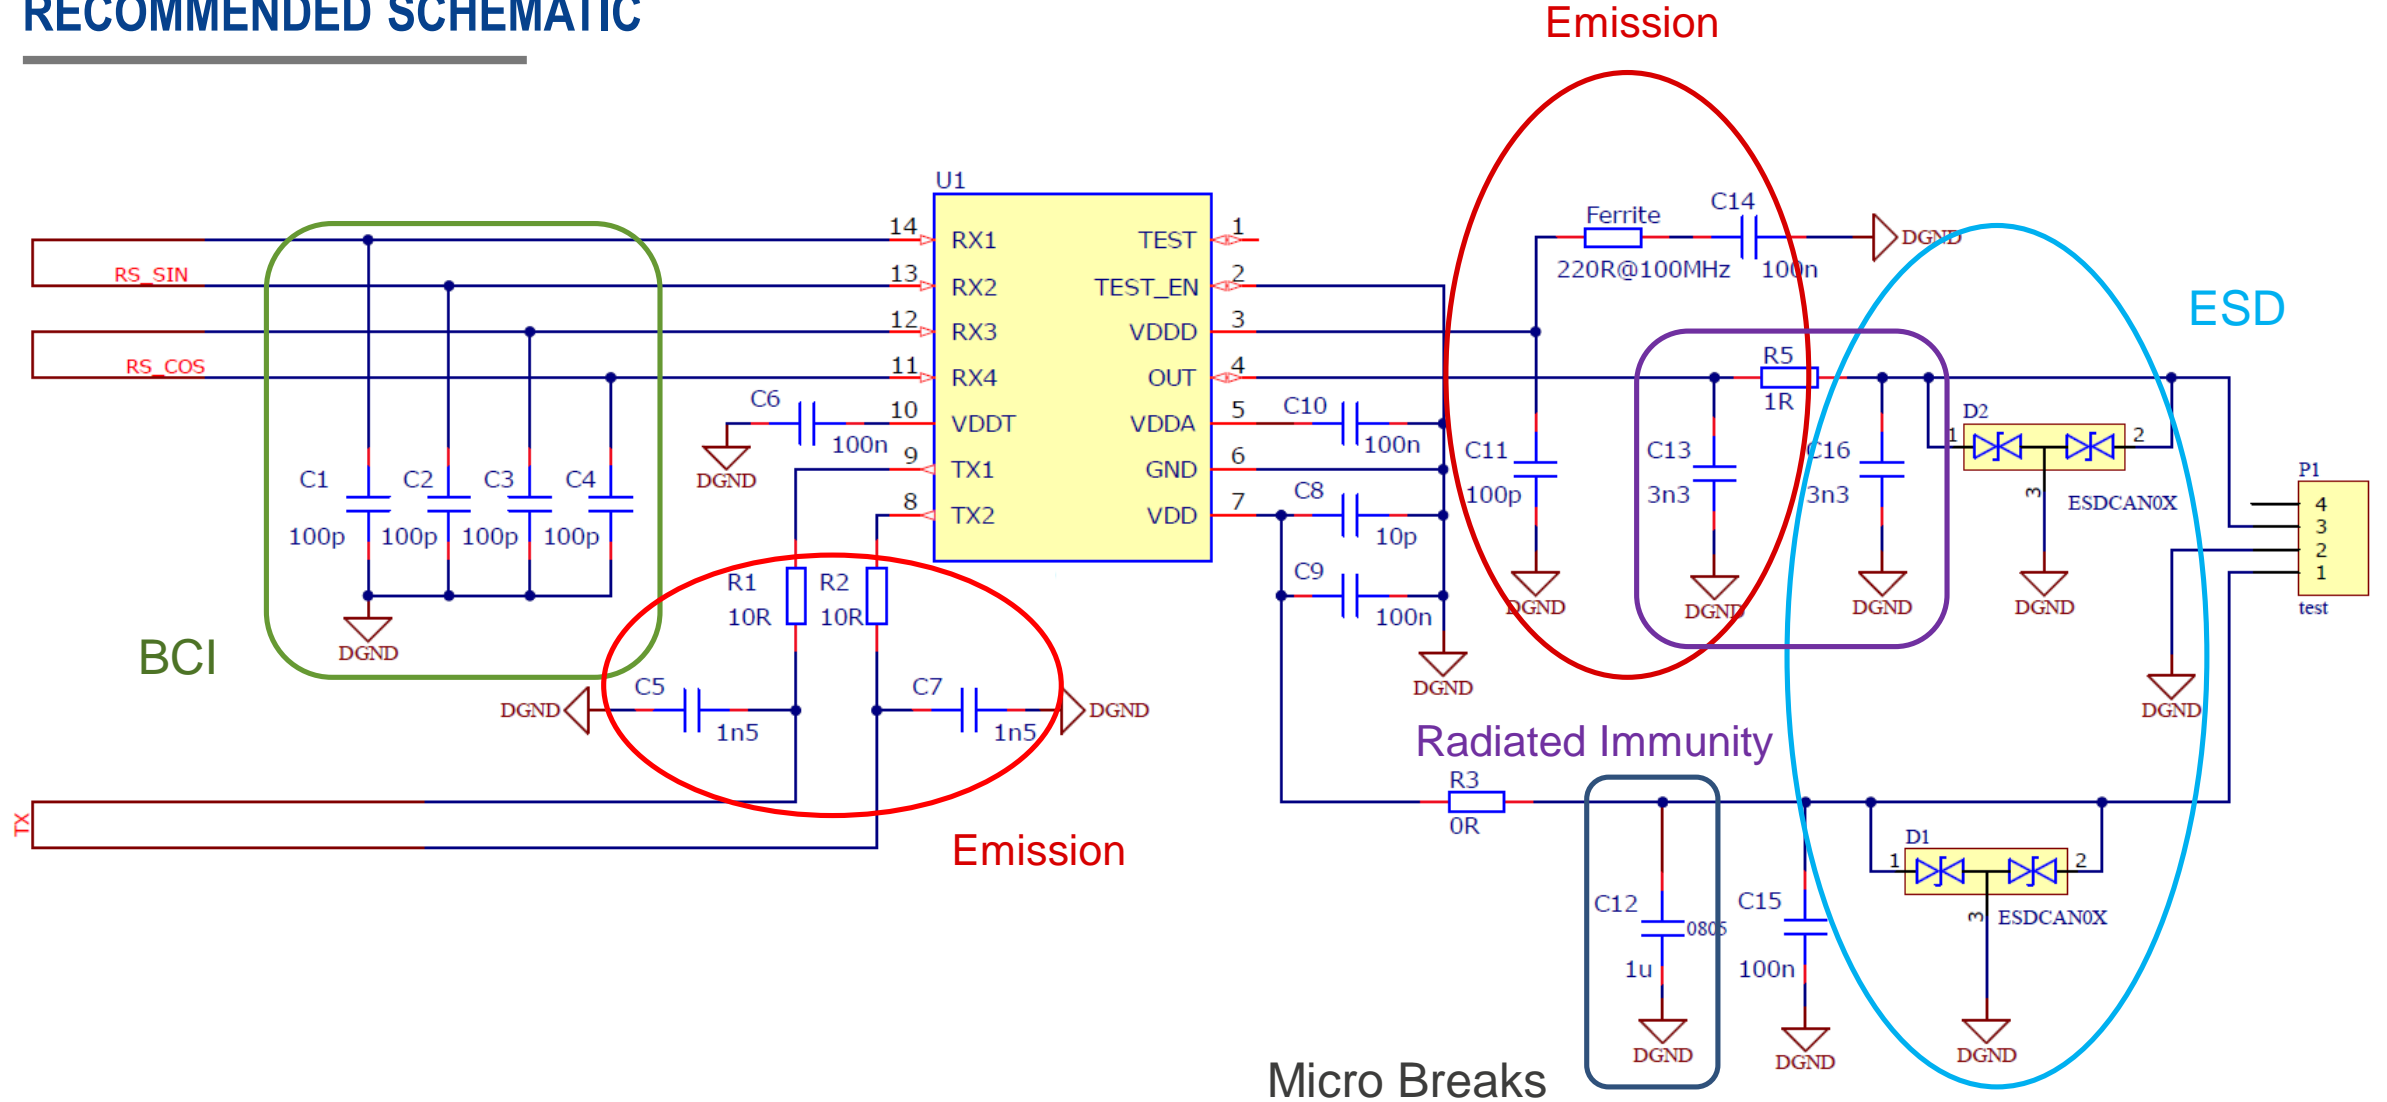 RECOMMENDED SCHEMATIC
Emission
U1
14 RX1 TEST 1
RS_SIN
13 RX2 TEST_EN 2
12 RX3 VDDD 3
RS_COS
11 RX4 OUT 4
10 VDDT VDDA 5
9 TX1 GND 6
8 TX2 VDD 7
Ferrite
220R@100MHz
C14
100n
DGND
ESD
R5
1R
C6
100n
DGND
C10
100n
C1
100p
C2
100p
C3
100p
C4
100p
DGND
BCI
C8
10p
C9
100n
DGND
C11
100p
DGND
C13
3n3
DGND
C16
3n3
DGND
D2
1 2
3
ESDCAN0X
DGND
P1
4
3
2
1
test
DGND
R1
10R
R2
10R
DGND
C5
1n5
C7
1n5
DGND
TX
Emission
Radiated Immunity
R3
0R
C12
0805
1u
DGND
C15
100n
DGND
D1
1 2
3
ESDCAN0X
DGND
Micro Breaks